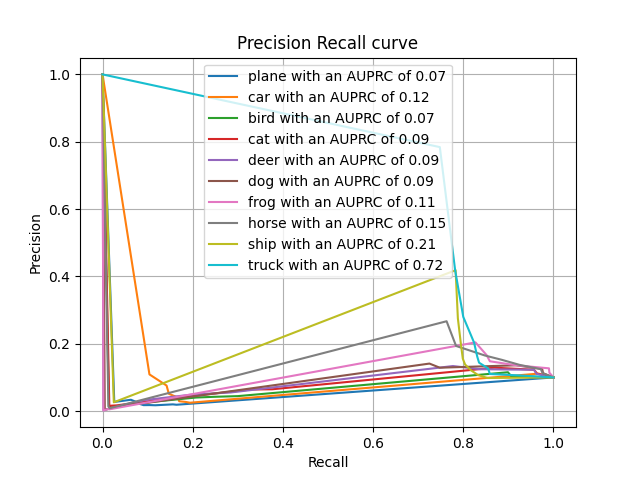 Precision Recall curve
1.0
0.8
0.6
0.4
0.2
0.0
Precision
plane with an AUPRC of 0.07
car with an AUPRC of 0.12
bird with an AUPRC of 0.07
cat with an AUPRC of 0.09
deer with an AUPRC of 0.09
dog with an AUPRC of 0.09
frog with an AUPRC of 0.11
horse with an AUPRC of 0.15
ship with an AUPRC of 0.21
truck with an AUPRC of 0.72
0.0 0.2 0.4 0.6 0.8 1.0
Recall